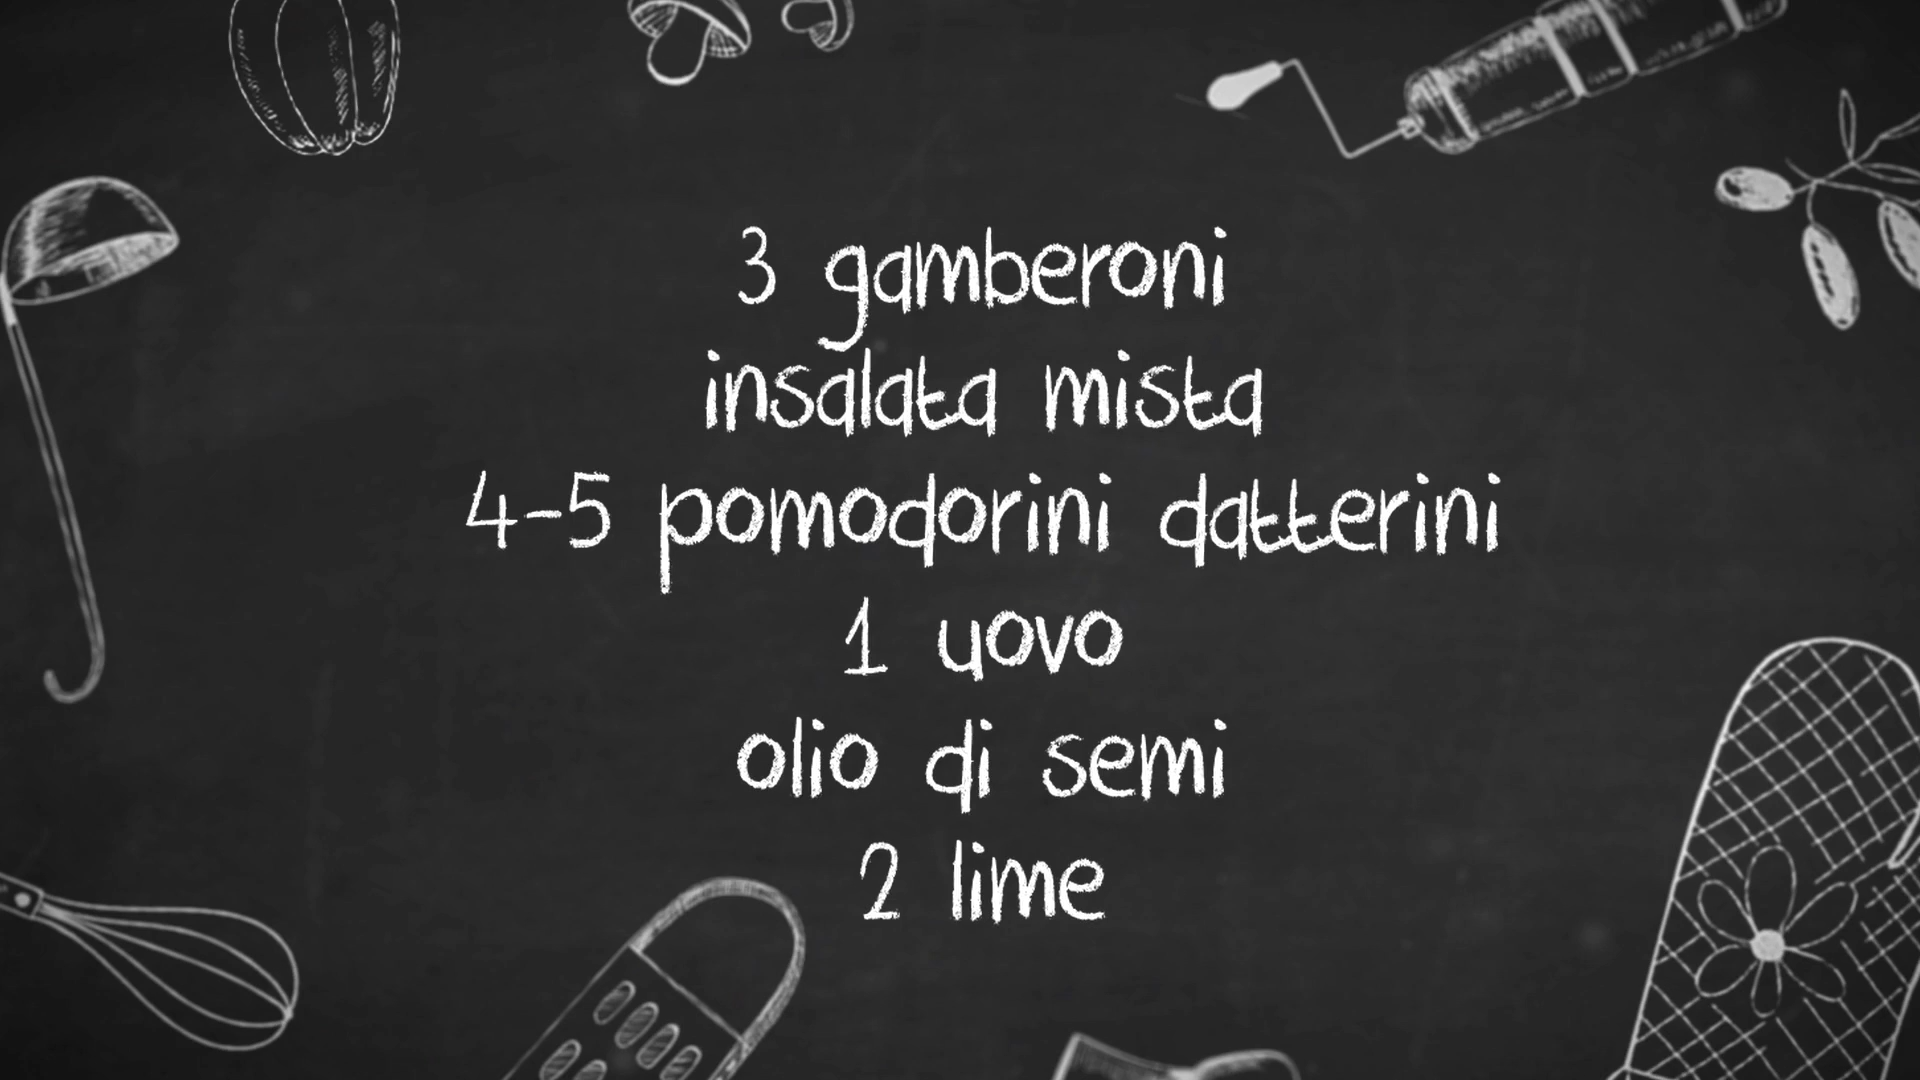 3 gamberoni
insalata mista
4-5 pomodorini datterini
1 uovo
olio di semi
2 lime